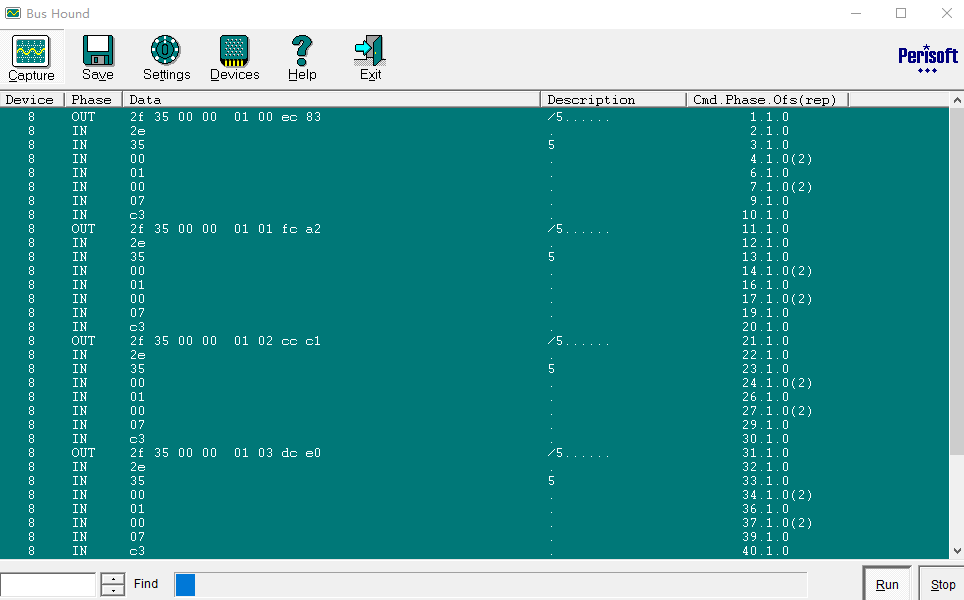 Bus Hound
Capture Save Settings Devices Help Exit Perisoft
Device Phase Data Description Cmd.Phase.Ofs(rep)
8 OUT 2f 35 00 00 01 00 ec 83 /5...... 1.1.0
8 IN 2e . 2.1.0
8 IN 35 5 3.1.0
8 IN 00 . 4.1.0(2)
8 IN 01 . 6.1.0
8 IN 00 . 7.1.0(2)
8 IN 07 . 9.1.0
8 IN c3 . 10.1.0
8 OUT 2f 35 00 00 01 01 fc a2 /5...... 11.1.0
8 IN 2e . 12.1.0
8 IN 35 5 13.1.0
8 IN 00 . 14.1.0(2)
8 IN 01 . 16.1.0
8 IN 00 . 17.1.0(2)
8 IN 07 . 19.1.0
8 IN c3 . 20.1.0
8 OUT 2f 35 00 00 01 02 cc c1 /5...... 21.1.0
8 IN 2e . 22.1.0
8 IN 35 5 23.1.0
8 IN 00 . 24.1.0(2)
8 IN 01 . 26.1.0
8 IN 00 . 27.1.0(2)
8 IN 07 . 29.1.0
8 IN c3 . 30.1.0
8 OUT 2f 35 00 00 01 03 dc e0 /5...... 31.1.0
8 IN 2e . 32.1.0
8 IN 35 5 33.1.0
8 IN 00 . 34.1.0(2)
8 IN 01 . 36.1.0
8 IN 00 . 37.1.0(2)
8 IN 07 . 39.1.0
8 IN c3 . 40.1.0
Find Run Stop